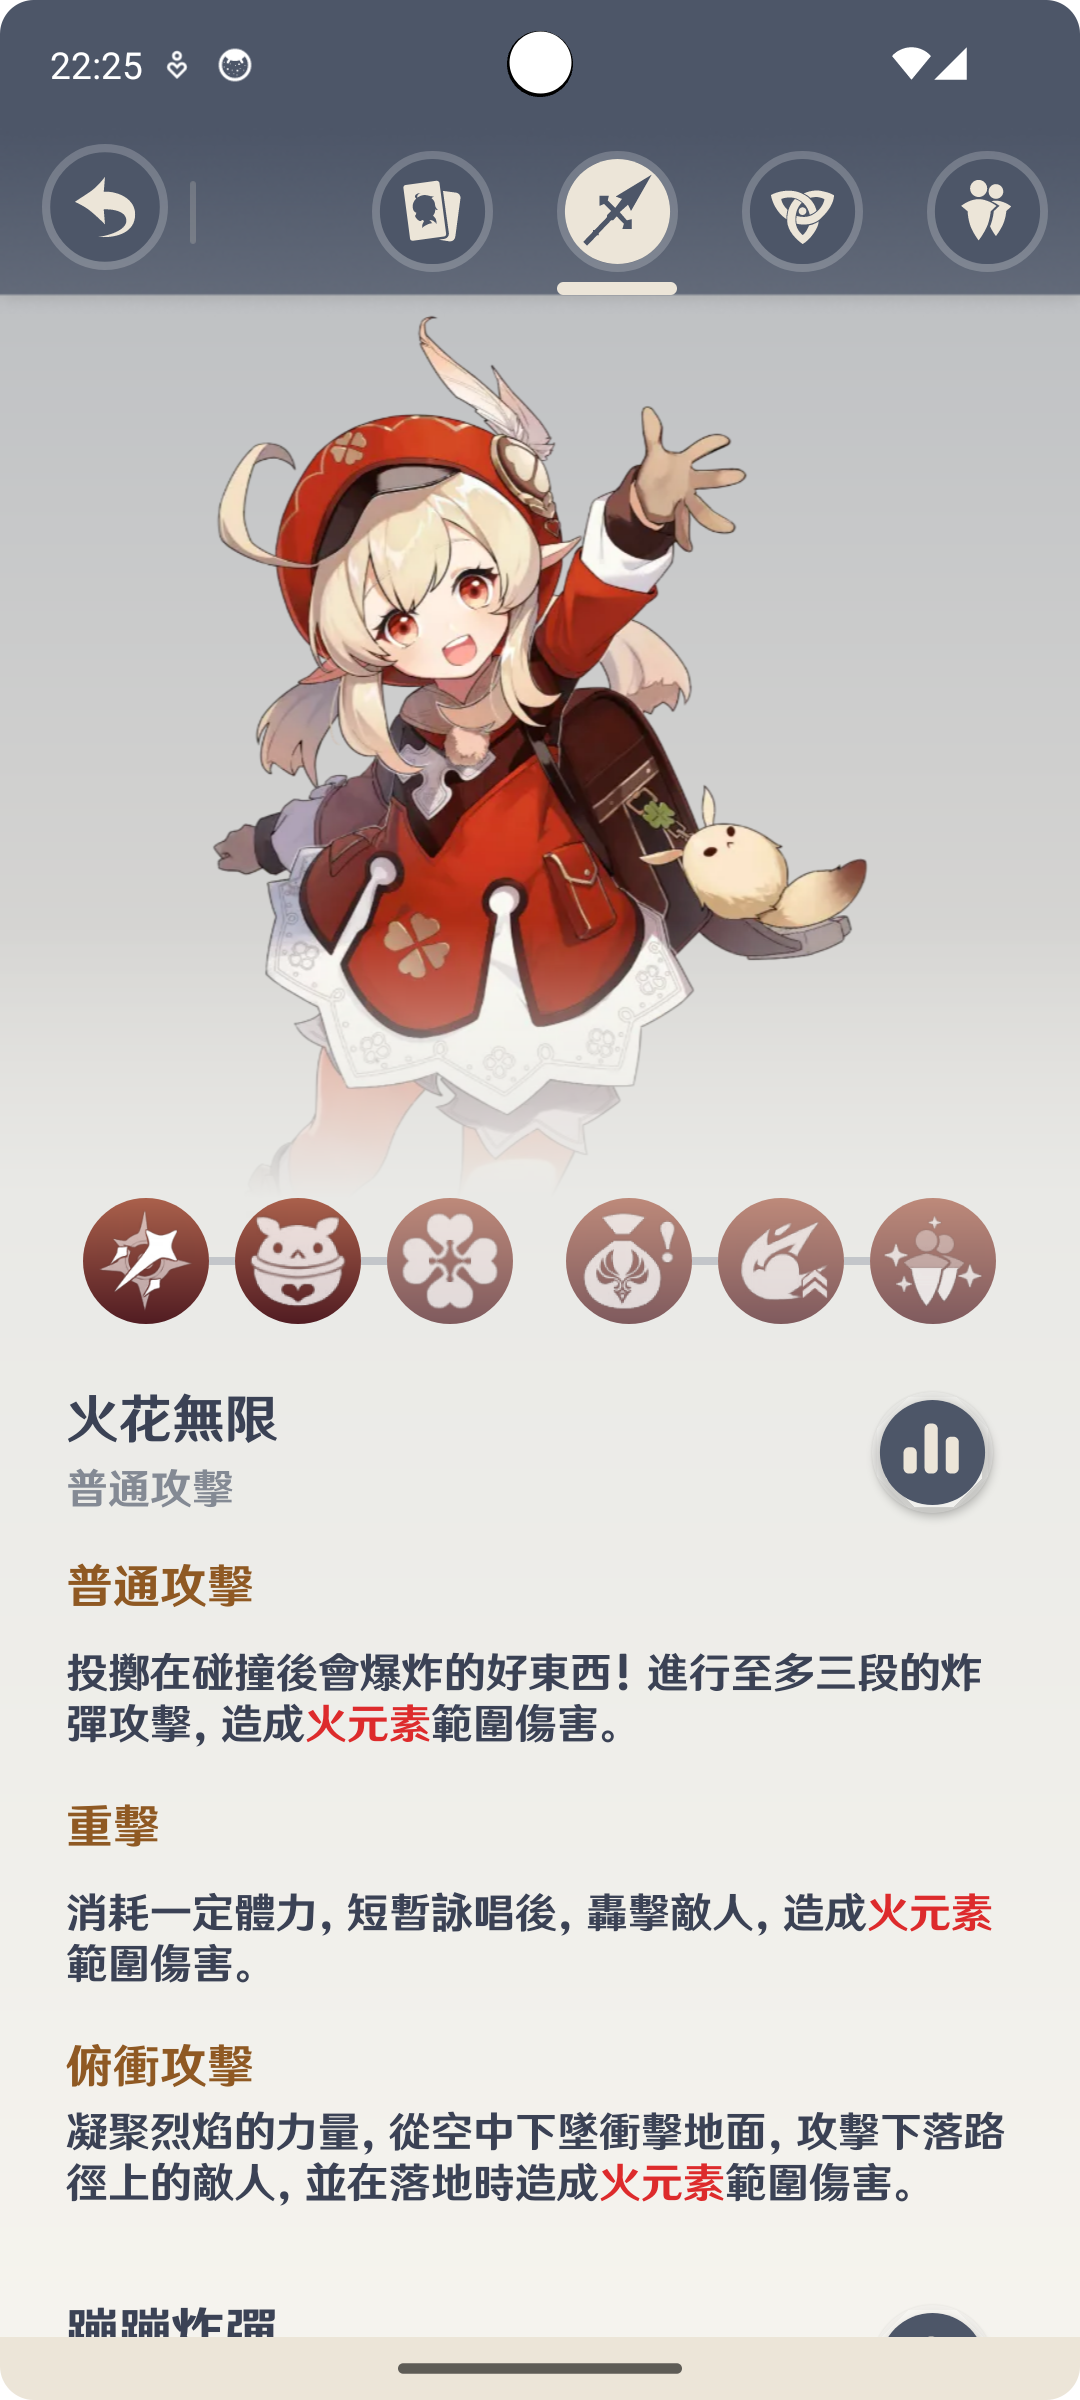 22:25
火花無限
普通攻擊
普通攻擊
投擲在碰撞後會爆炸的好東西！進行至多三段的炸
彈攻擊，造成火元素範圍傷害。
重擊
消耗一定體力，短暫詠唱後，轟擊敵人，造成火元素
範圍傷害。
俯衝攻擊
凝聚烈焰的力量，從空中下墜衝擊地面，攻擊下落路
徑上的敵人，並在落地時造成火元素範圍傷害。
蹦蹦炸彈